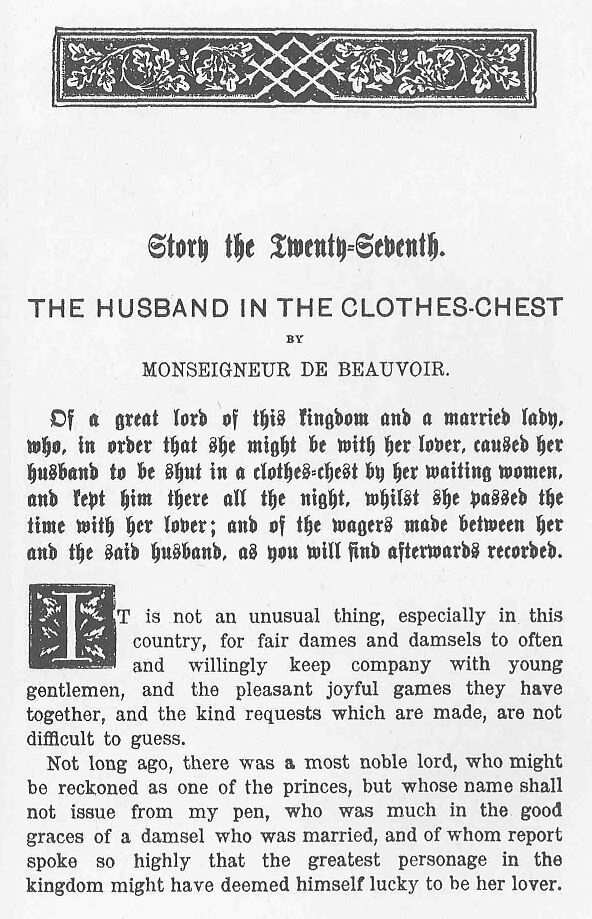 Story the Twenty=Seventh.
THE HUSBAND IN THE CLOTHES-CHEST
BY
MONSEIGNEUR DE BEAUVOIR.
Of a great lord of this kingdom and a married lady,
who, in order that she might be with her lover, caused her
husband to be shut in a clothes=chest by her waiting women,
and kept him there all the night, whilst she passed the
time with her lover; and of the wagers made between her
and the said husband, as you will find afterwards recorded.
IT is not an unusual thing, especially in this
country, for fair dames and damsels to often
and willingly keep company with young
gentlemen, and the pleasant joyful games they have
together, and the kind requests which are made, are not
difficult to guess.
Not long ago, there was a most noble lord, who might
be reckoned as one of the princes, but whose name shall
not issue from my pen, who was much in the good
graces of a damsel who was married, and of whom report
spoke so highly that the greatest personage in the
kingdom might have deemed himself lucky to be her lover.